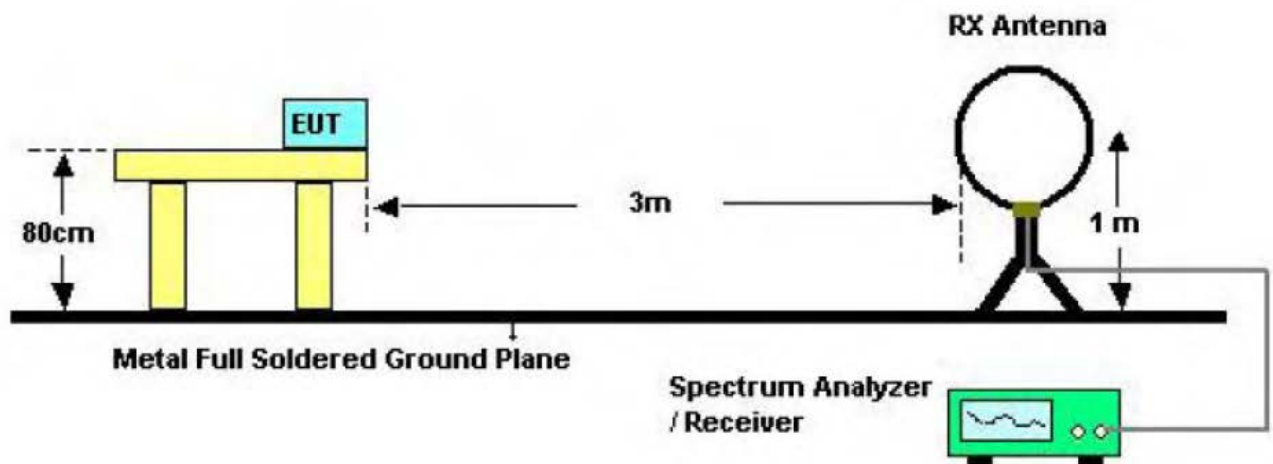 RX Antenna
EUT
80cm
3m
1 m
Metal Full Soldered Ground Plane
Spectrum Analyzer
/ Receiver